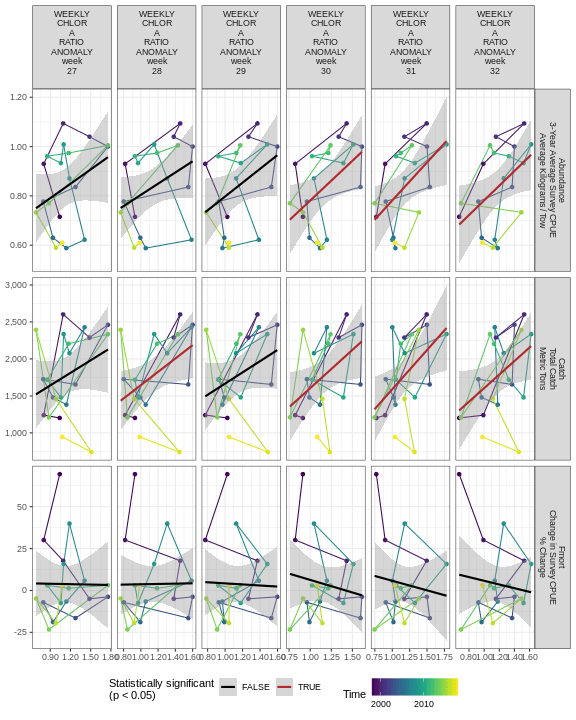 WEEKLY
CHLOR
A
RATIO
ANOMALY
week
27
WEEKLY
CHLOR
A
RATIO
ANOMALY
week
28
WEEKLY
CHLOR
A
RATIO
ANOMALY
week
29
WEEKLY
CHLOR
A
RATIO
ANOMALY
week
30
WEEKLY
CHLOR
A
RATIO
ANOMALY
week
31
WEEKLY
CHLOR
A
RATIO
ANOMALY
week
32
1.20
1.00
0.80
0.60
Abundance
3-Year Average Survey CPUE
Average Kilograms / Tow
3,000
2,500
2,000
1,500
1,000
Catch
Total Catch
Metric Tons
50
25
0
-25
Fmort
Change in Survey CPUE
% Change
0.90 1.20 1.50 1.80
0.80 1.00 1.20 1.40 1.60
0.80 1.00 1.20 1.40 1.60
0.75 1.00 1.25 1.50
0.75 1.00 1.25 1.50 1.75
0.80 1.00 1.20 1.40 1.60
Statistically significant
(p < 0.05)
FALSE
TRUE
Time
2000
2010